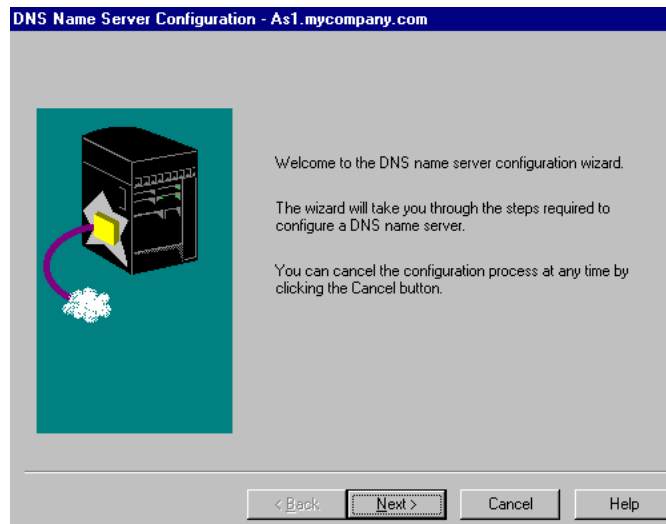 DNS Name Server Configuration - As1.mycompany.com
Welcome to the DNS name server configuration wizard.
The wizard will take you through the steps required to
configure a DNS name server.
You can cancel the configuration process at any time by
clicking the Cancel button.
< Back
Next >
Cancel
Help